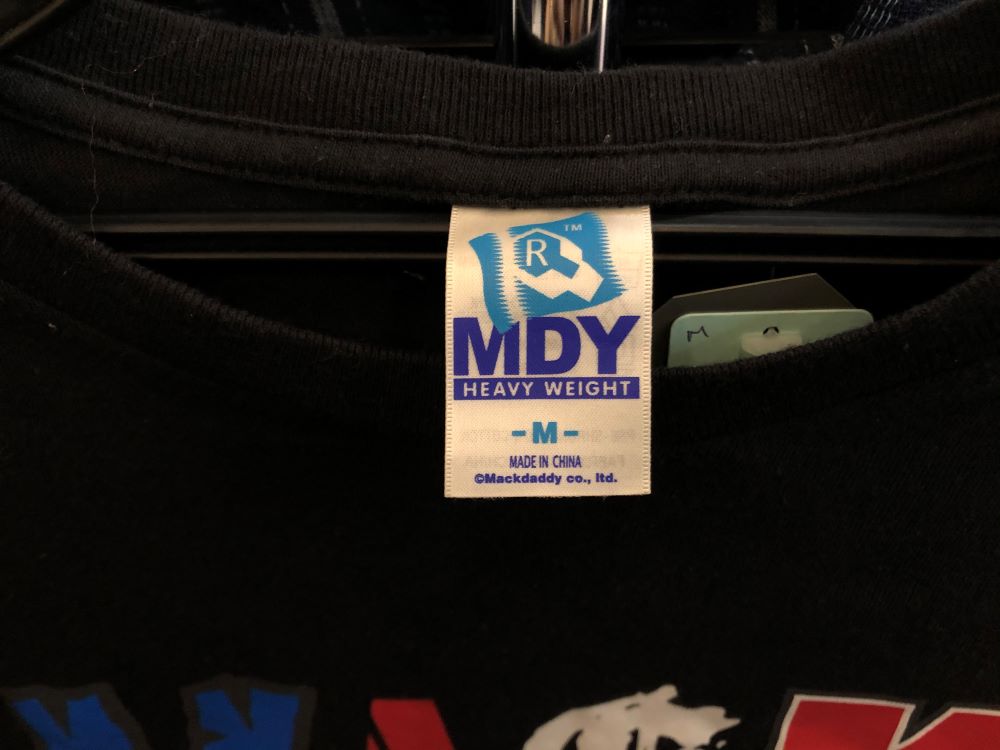 R
TM
MDY
HEAVY WEIGHT
-M-
MADE IN CHINA
©Mackdaddy co., ltd.
M